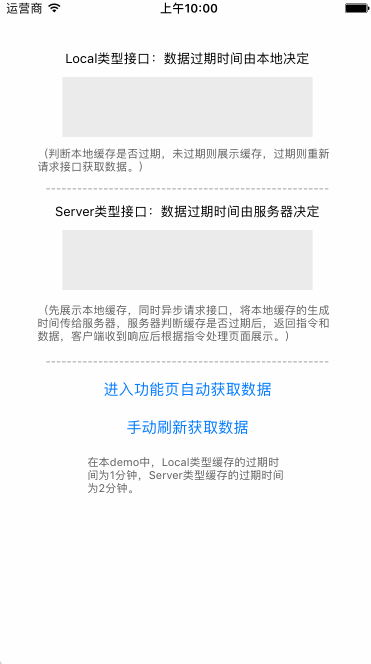 运营商 上午10:00
Local类型接口：数据过期时间由本地决定
（判断本地缓存是否过期，未过期则展示缓存，过期则重新
请求接口获取数据。）
Server类型接口：数据过期时间由服务器决定
（先展示本地缓存，同时异步请求接口，将本地缓存的生成
时间传给服务器，服务器判断缓存是否过期后，返回指令和
数据，客户端收到响应后根据指令处理页面展示。）
进入功能页自动获取数据
手动刷新获取数据
在本demo中，Local类型缓存的过期时
间为1分钟，Server类型缓存的过期时间
为2分钟。